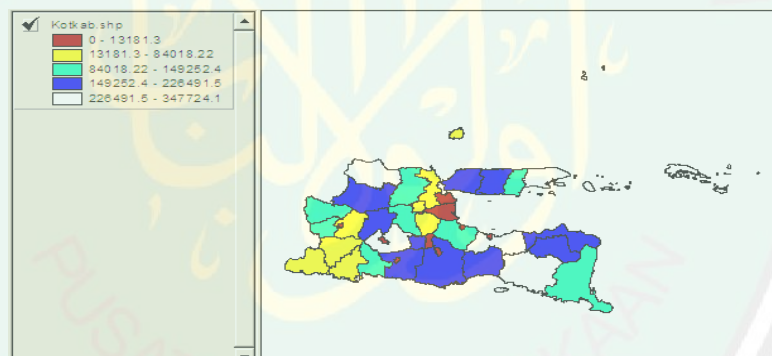 Kotkab.shp
0 - 13181.3
13181.3 - 84018.22
84018.22 - 149252.4
149252.4 - 226491.5
226491.5 - 347724.1